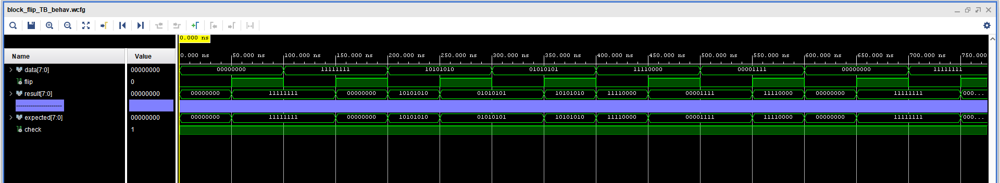 block_flip_TB_behav.wcfg
0.000 ns
Name Value
0.000 ns 50.000 ns 100.000 ns 150.000 ns 200.000 ns 250.000 ns 300.000 ns 350.000 ns 400.000 ns 450.000 ns 500.000 ns 550.000 ns 600.000 ns 650.000 ns 700.000 ns 750.000
data[7:0] 00000000 00000000 11111111 10101010 01010101 11110000 00001111 00000000 11111111
flip 0
result[7:0] 00000000 00000000 11111111 00000000 10101010 01010101 10101010 11110000 00001111 11110000 00000000 11111111 000...
----------------------
expected[7:0] 00000000 00000000 11111111 00000000 10101010 01010101 10101010 11110000 00001111 11110000 00000000 11111111 000...
check 1